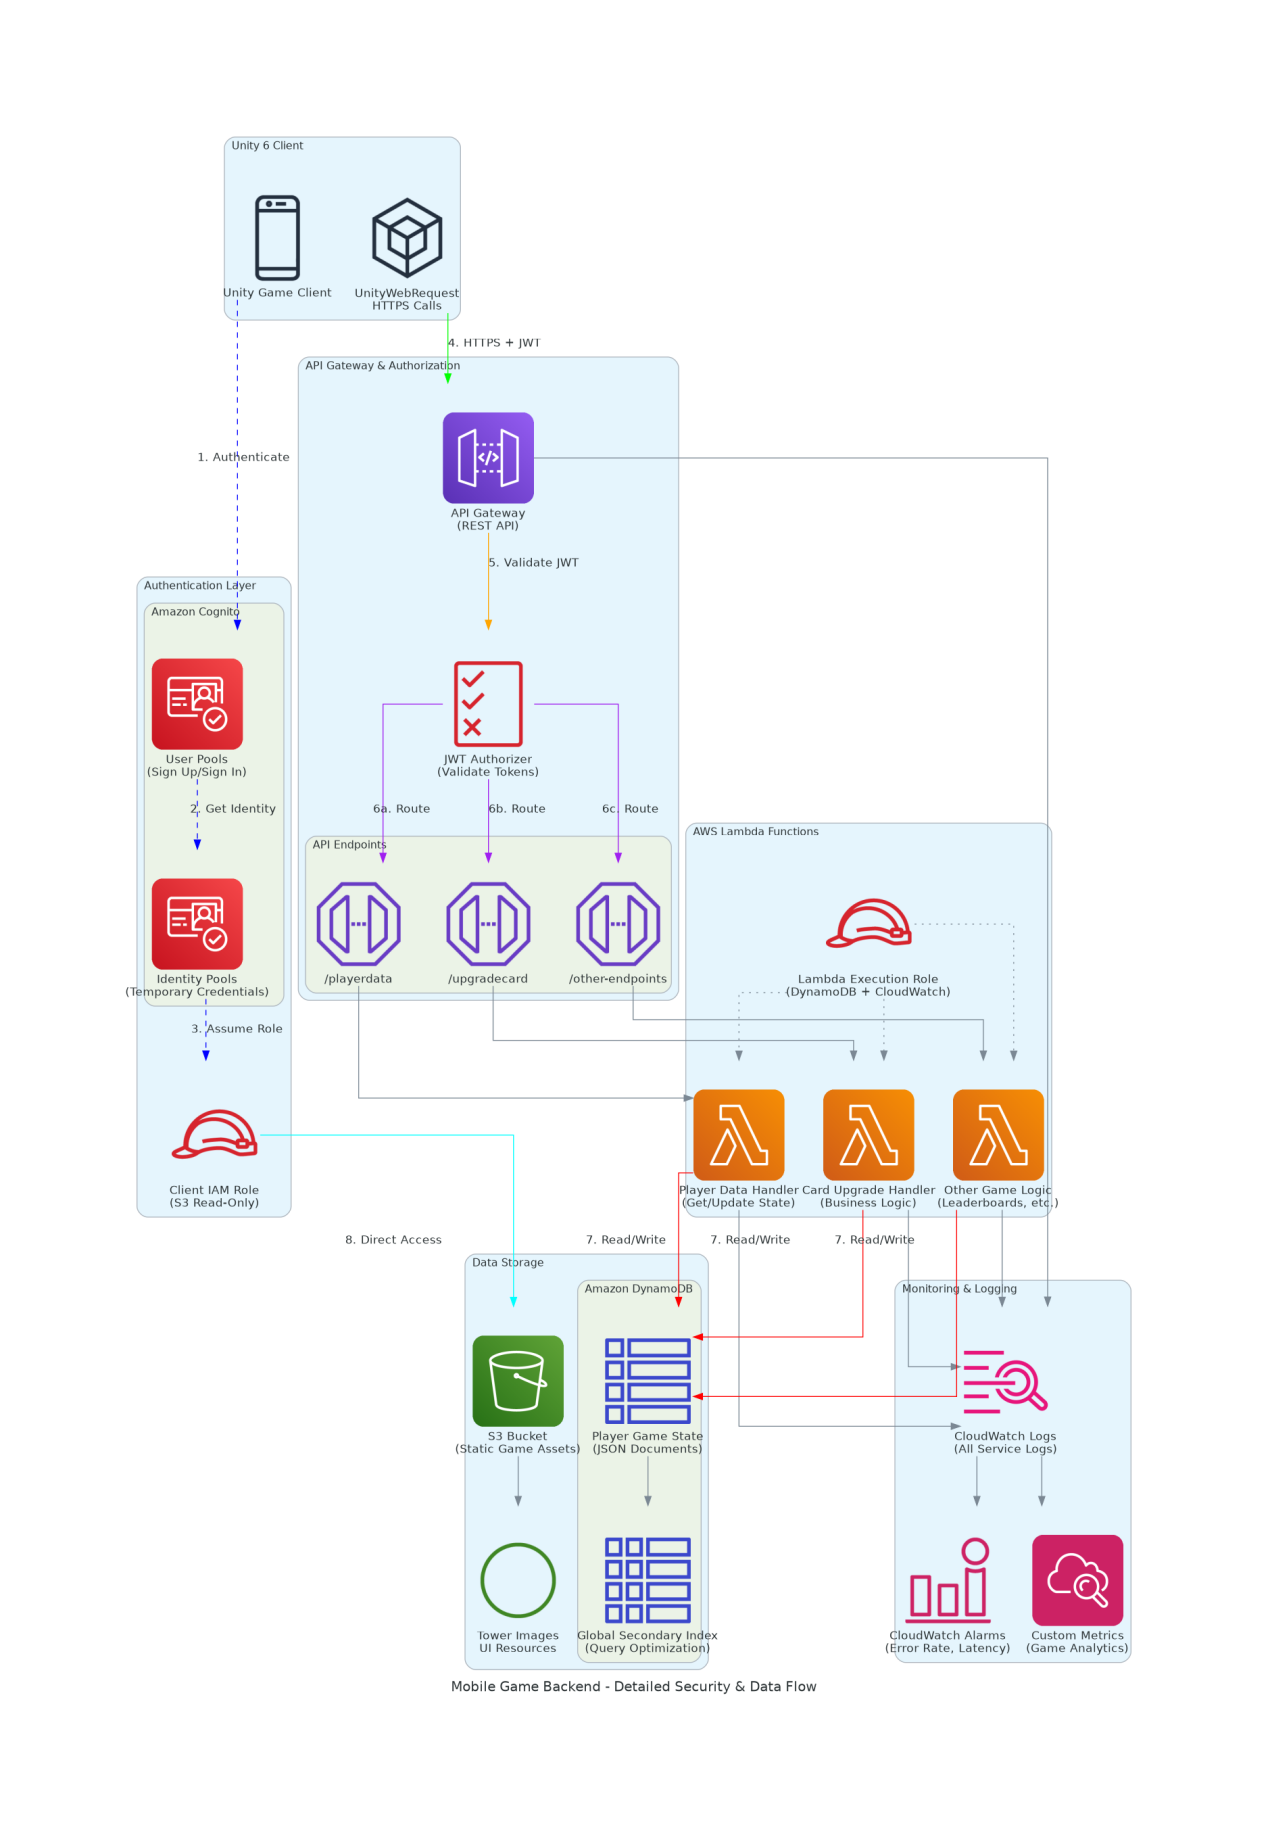 Unity 6 Client
Unity Game Client
UnityWebRequest
HTTPS Calls
4. HTTPS + JWT
API Gateway & Authorization
1. Authenticate
API Gateway
(REST API)
5. Validate JWT
Authentication Layer
Amazon Cognito
User Pools
(Sign Up/Sign In)
JWT Authorizer
(Validate Tokens)
2. Get Identity
6a. Route
6b. Route
6c. Route
API Endpoints
AWS Lambda Functions
Identity Pools
(Temporary Credentials)
/playerdata
/upgradecard
/other-endpoints
Lambda Execution Role
(DynamoDB + CloudWatch)
3. Assume Role
Client IAM Role
(S3 Read-Only)
Player Data Handler
(Get/Update State)
Card Upgrade Handler
(Business Logic)
Other Game Logic
(Leaderboards, etc.)
8. Direct Access
7. Read/Write
7. Read/Write
7. Read/Write
Data Storage
Amazon DynamoDB
Monitoring & Logging
S3 Bucket
(Static Game Assets)
Player Game State
(JSON Documents)
CloudWatch Logs
(All Service Logs)
Tower Images
UI Resources
Global Secondary Index
(Query Optimization)
CloudWatch Alarms
(Error Rate, Latency)
Custom Metrics
(Game Analytics)
Mobile Game Backend - Detailed Security & Data Flow